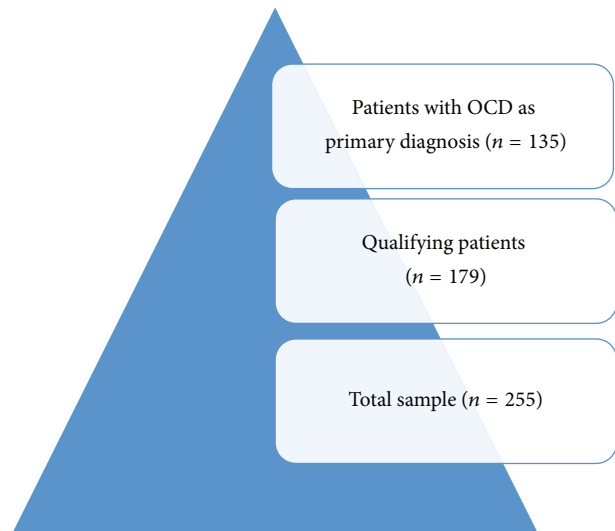 Patients with OCD as
primary diagnosis (n = 135)
Qualifying patients
(n = 179)
Total sample (n = 255)